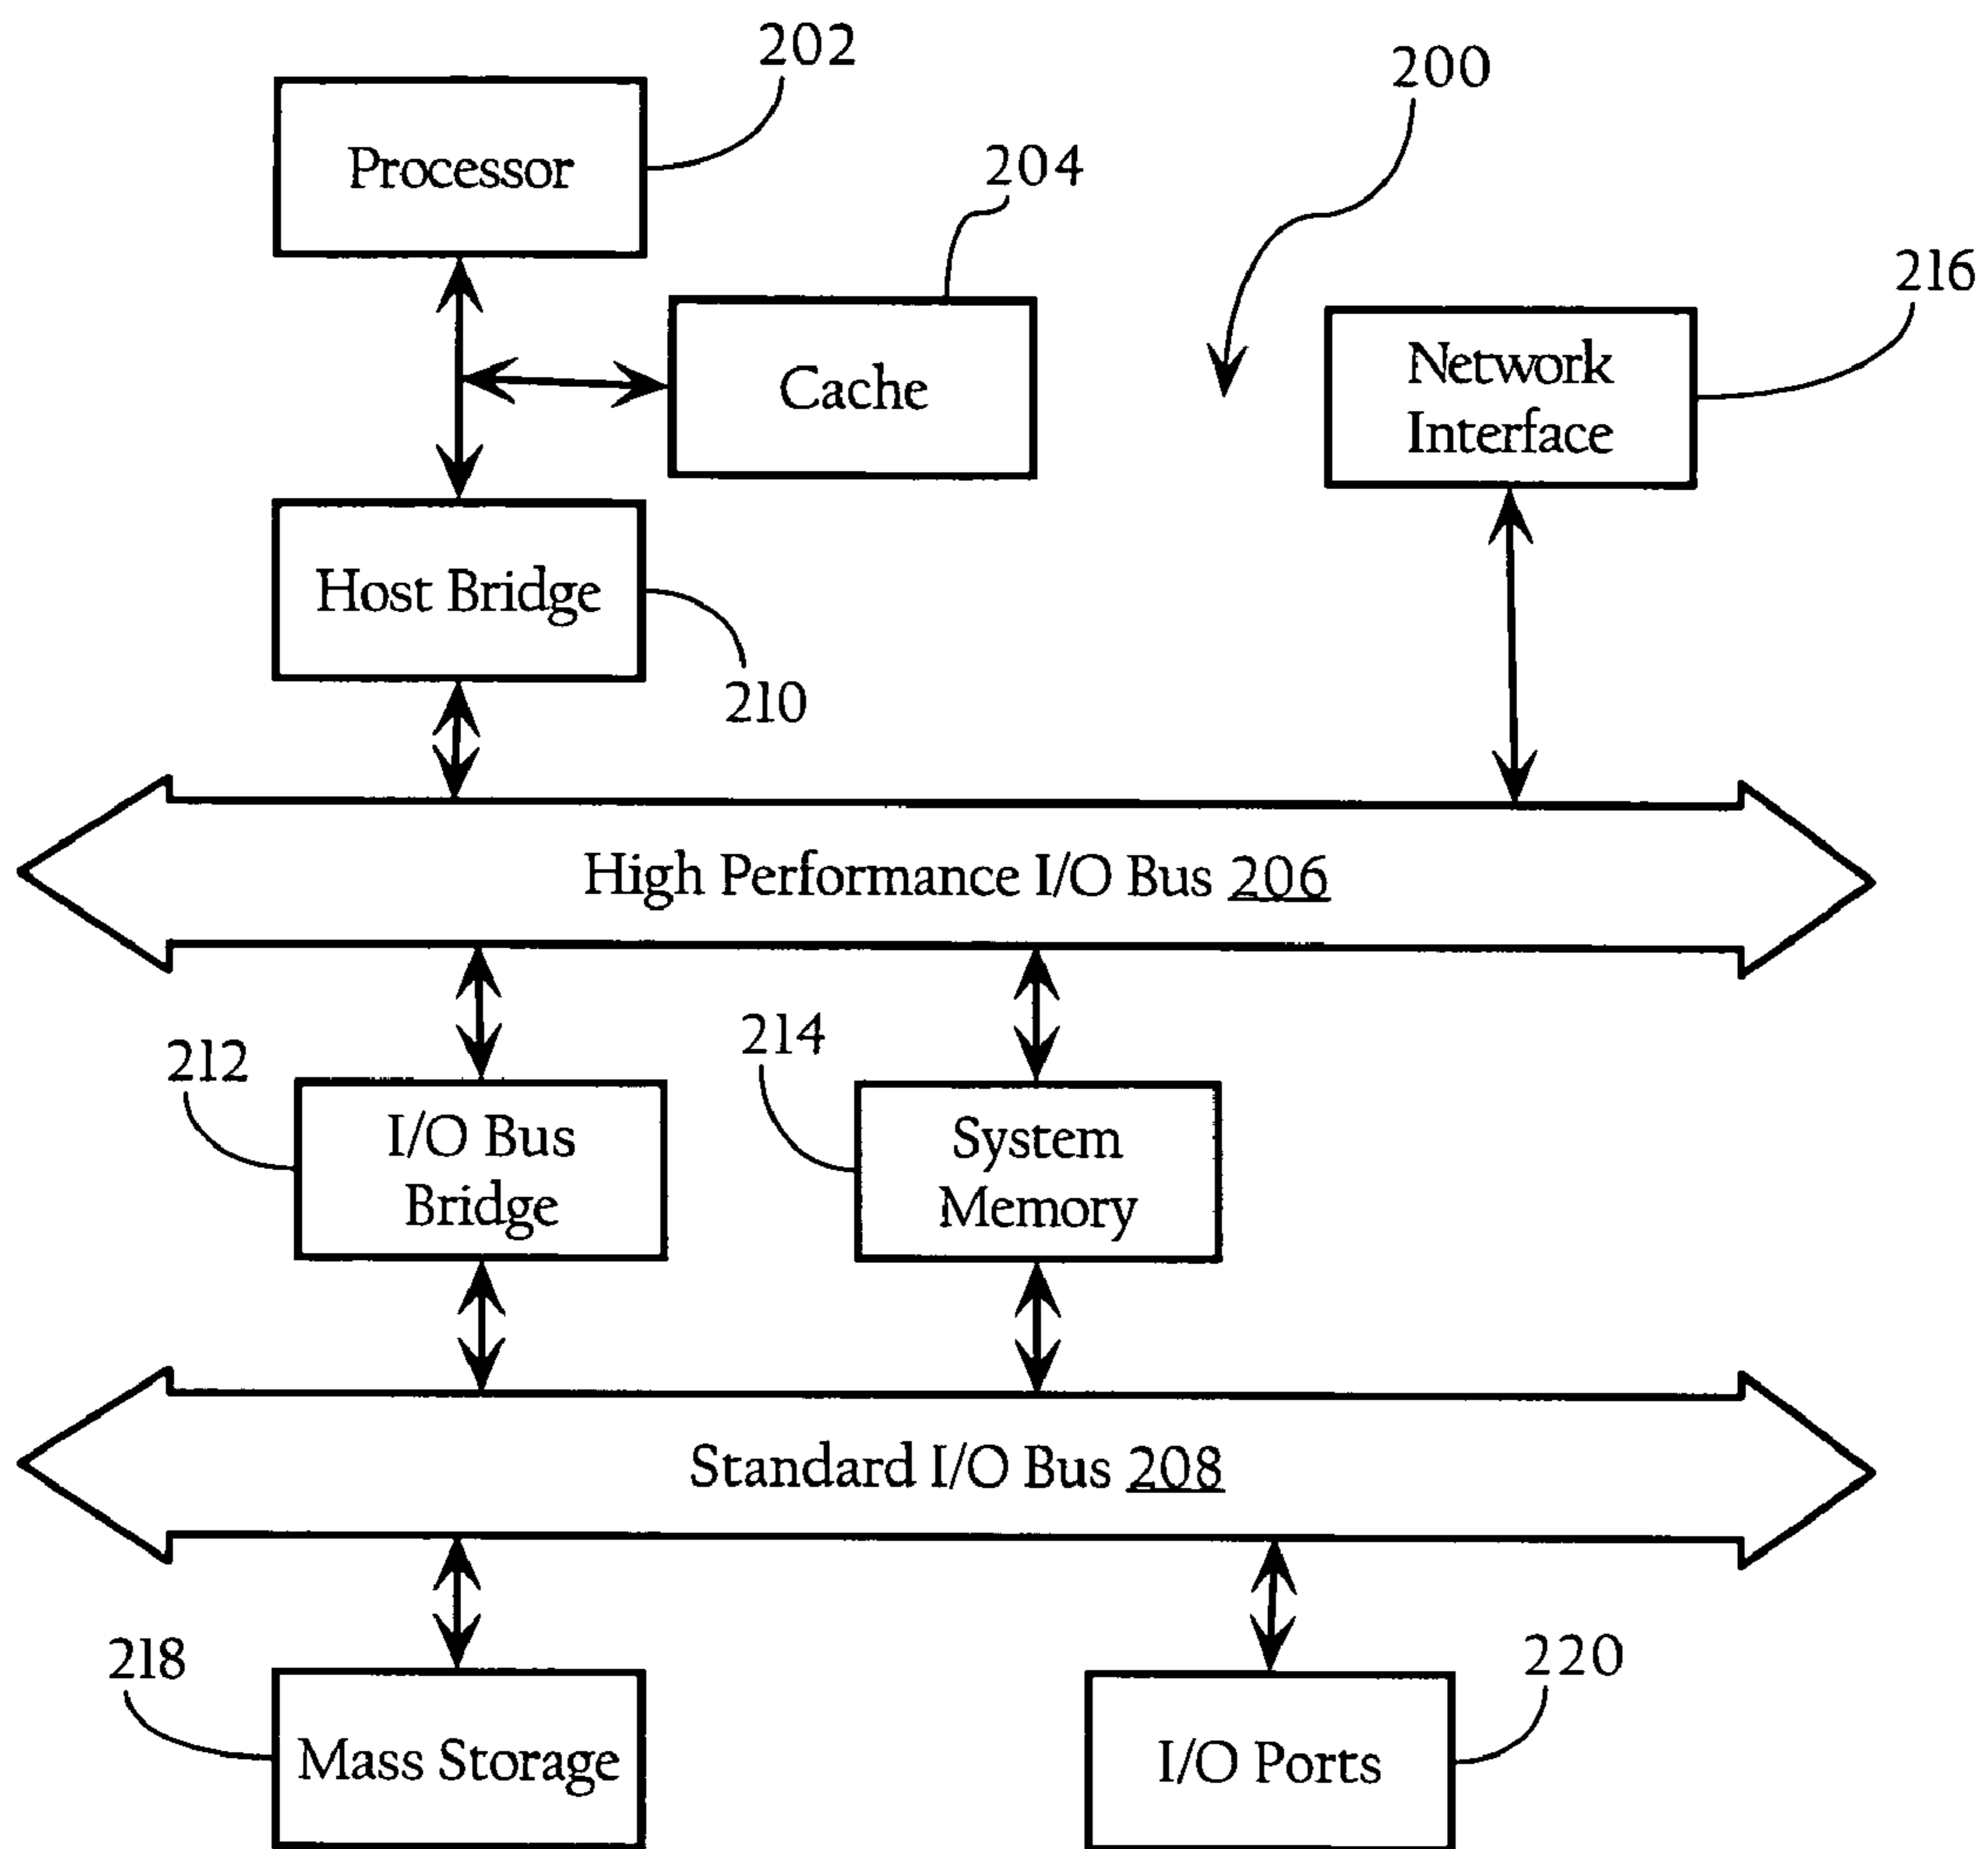 202
200
Processor
204
216
Network
Interface
Cache
Host Bridge
210
High Performance I/O Bus 206
212
214
I/O Bus
Bridge
System
Memory
Standard I/O Bus 208
218
220
Mass Storage
I/O Ports